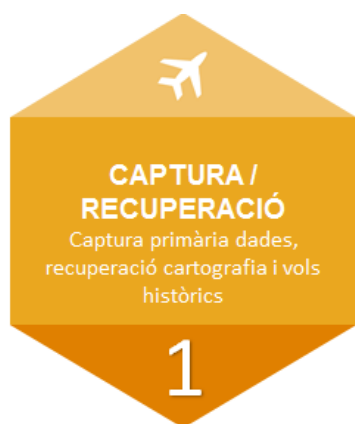 CAPTURA /
RECUPERACIÓ
Captura primària dades,
recuperació cartografia i vols
històrics
1